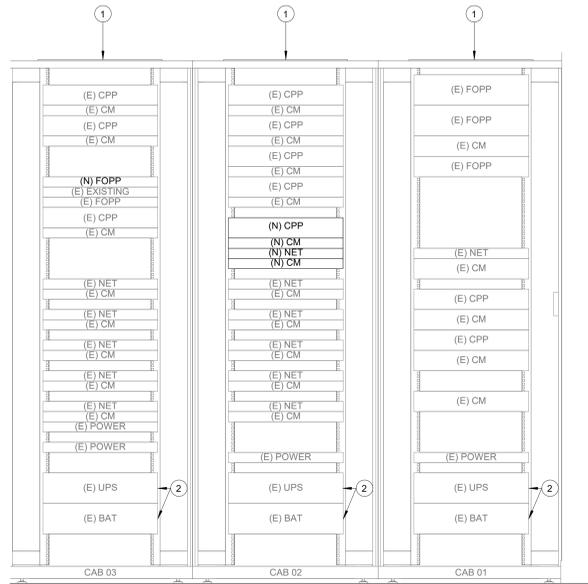 1
1
1
(E) CPP
(E) CM
(E) CPP
(E) CM
(N) FOPP
(E) EXISTING
(E) FOPP
(E) CPP
(E) CM
(E) NET
(E) CM
(E) NET
(E) CM
(E) NET
(E) CM
(E) NET
(E) CM
(E) NET
(E) CM
(E) POWER
(E) POWER
(E) UPS
2
(E) BAT
CAB 03
(E) CPP
(E) CM
(E) CPP
(E) CM
(E) CPP
(E) CM
(E) CPP
(E) CM
(N) CPP
(N) CM
(N) NET
(N) CM
(E) NET
(E) CM
(E) NET
(E) CM
(E) NET
(E) CM
(E) NET
(E) CM
(E) NET
(E) CM
(E) POWER
(E) UPS
2
(E) BAT
CAB 02
(E) FOPP
(E) FOPP
(E) CM
(E) FOPP
(E) NET
(E) CM
(E) CPP
(E) CM
(E) CPP
(E) CM
(E) CM
(E) POWER
(E) UPS
2
(E) BAT
CAB 01